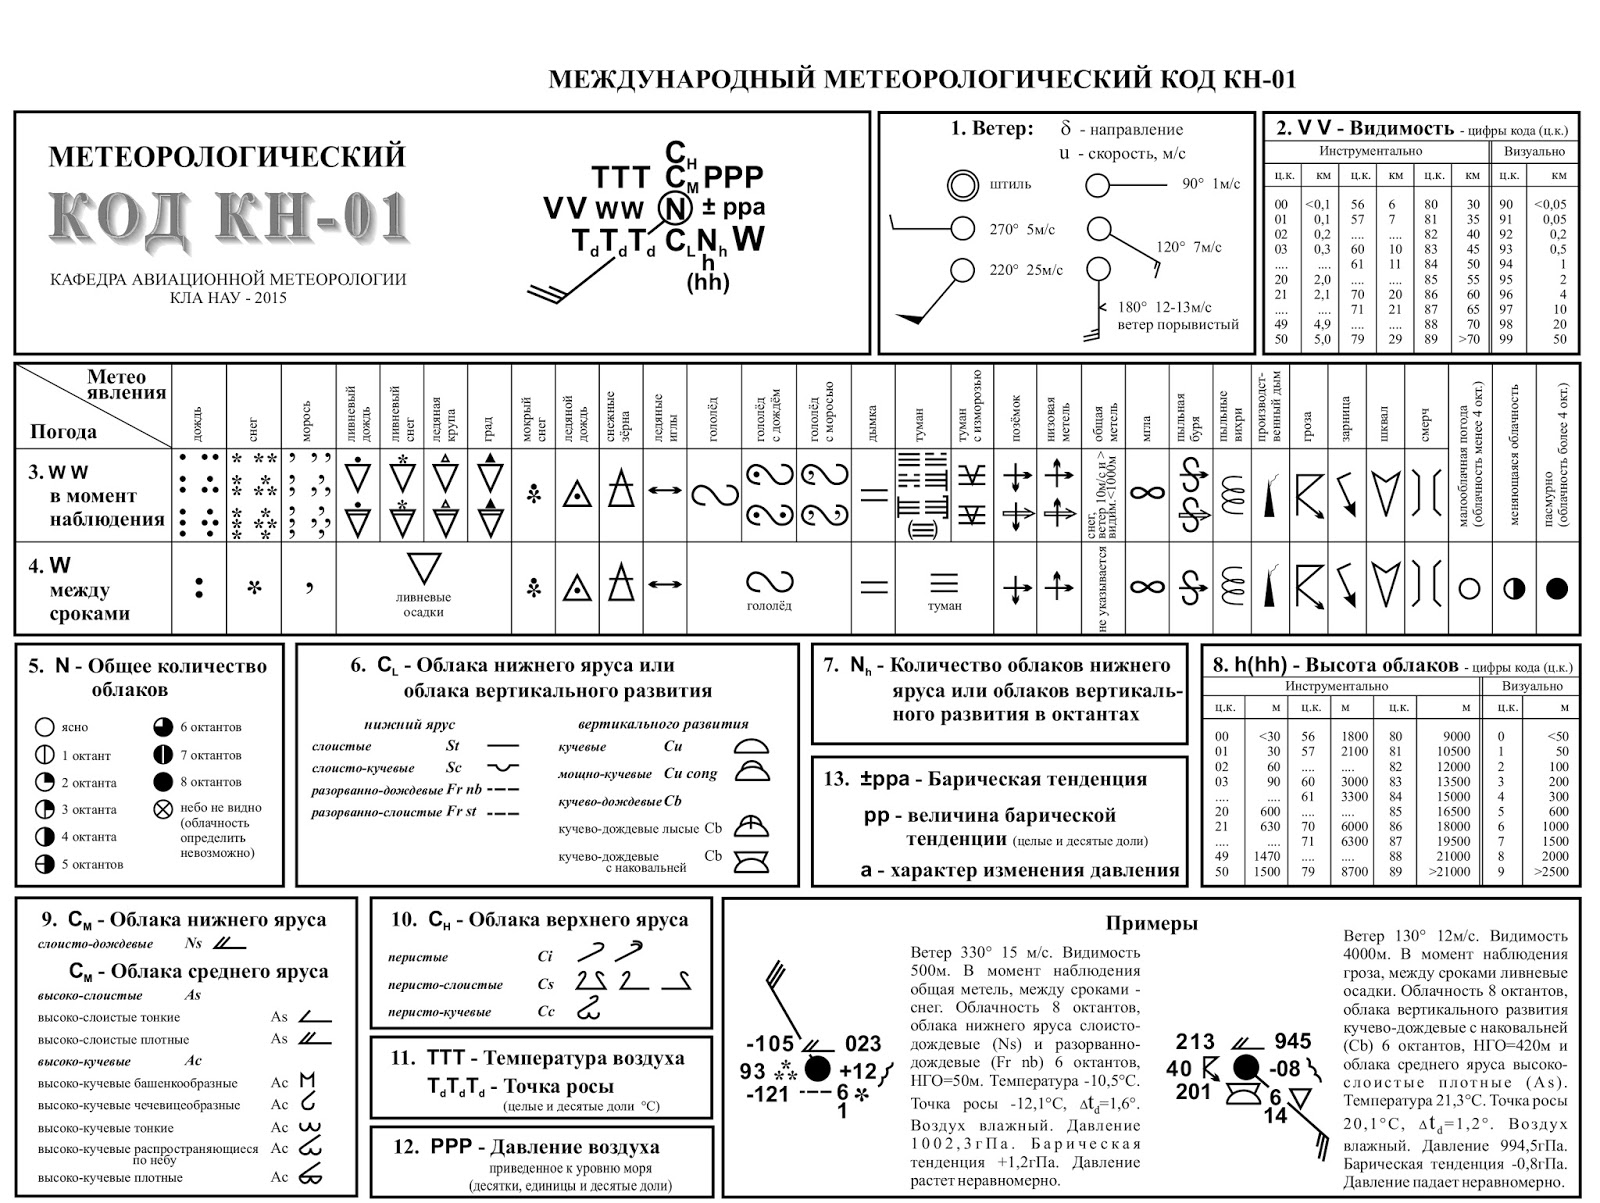 МЕЖДУНАРОДНЫЙ МЕТЕОРОЛОГИЧЕСКИЙ КОД КН-01
МЕТЕОРОЛОГИЧЕСКИЙ
КОД КН-01
КАФЕДРА АВИАЦИОННОЙ МЕТЕОРОЛОГИИ
КЛА НАУ - 2015
CH
TTT CM PPP
VV ww N ± ppa
TdTdTd CL Nh W
h
(hh)
1. Ветер: δ - направление
u - скорость, м/с
штиль
90° 1м/с
270° 5м/с
120° 7м/с
220° 25м/с
180° 12-13м/с
ветер порывистый
2. V V - Видимость - цифры кода (ц.к.)
Инструментально Визуально
ц.к. км ц.к. км ц.к. км ц.к. км
00 <0,1 56 6 80 30 90 <0,05
01 0,1 57 7 81 35 91 0,05
02 0,2 .... .... 82 40 92 0,2
03 0,3 60 10 83 45 93 0,5
.... .... 61 11 84 50 94 1
20 2,0 .... .... 85 55 95 2
21 2,1 70 20 86 60 96 4
.... .... 71 21 87 65 97 10
49 4,9 .... .... 88 70 98 20
50 5,0 79 29 89 >70 99 50
Метео
явления
Погода
дождь
снег
морось
ливневый
дождь
ливневый
снег
ледяная
крупа
град
мокрый
снег
ледяной
дождь
снежные
зёрна
ледяные
иглы
гололёд
гололёд
с дождём
гололёд
с моросью
дымка
туман
туман
с изморозью
позёмок
низовая
метель
общая
метель
мгла
пыльная
буря
пыльные
вихри
производст-
венный дым
гроза
зарница
шквал
смерч
малооблачная погода
(облачность менее 4 окт.)
меняющаяся облачность
пасмурно
(облачность более 4 окт.)
3. w w
в момент
наблюдения
снег,
ветер 10м/с и >
видим.<1000м
4. W
между
сроками
ливневые
осадки
гололёд
туман
не указывается
5. N - Общее количество
облаков
ясно
1 октант
2 октанта
3 октанта
4 октанта
5 октантов
6 октантов
7 октантов
8 октантов
небо не видно
(облачность
определить
невозможно)
6. CL - Облака нижнего яруса или
облака вертикального развития
нижний ярус
слоистые St
слоисто-кучевые Sc
разорванно-дождевые Fr nb
разорванно-слоистые Fr st
вертикального развития
кучевые Cu
мощно-кучевые Cu cong
кучево-дождевые Cb
кучево-дождевые лысые Cb
кучево-дождевые Cb
с наковальней
7. Nh - Количество облаков нижнего
яруса или облаков вертикаль-
ного развития в октантах
13. ±ppa - Барическая тенденция
pp - величина барической
тенденции (целые и десятые доли)
a - характер изменения давления
8. h(hh) - Высота облаков - цифры кода (ц.к.)
Инструментально Визуально
ц.к. м ц.к. м ц.к. м ц.к. м
00 <30 56 1800 80 9000 0 <50
01 30 57 2100 81 10500 1 50
02 60 .... .... 82 12000 2 100
03 90 60 3000 83 13500 3 200
.... .... 61 3300 84 15000 4 300
20 600 .... .... 85 16500 5 600
21 630 70 6000 86 18000 6 1000
.... .... 71 6300 87 19500 7 1500
49 1470 .... .... 88 21000 8 2000
50 1500 79 8700 89 >21000 9 >2500
9. CM - Облака нижнего яруса
слоисто-дождевые Ns
CM - Облака среднего яруса
высоко-слоистые As
высоко-слоистые тонкие As
высоко-слоистые плотные As
высоко-кучевые Ac
высоко-кучевые башенкообразные Ac
высоко-кучевые чечевицеобразные Ac
высоко-кучевые тонкие Ac
высоко-кучевые распространяющиеся Ac
по небу
высоко-кучевые плотные Ac
10. CH - Облака верхнего яруса
перистые Ci
перисто-слоистые Cs
перисто-кучевые Cc
11. TTT - Температура воздуха
TdTdTd - Точка росы
(целые и десятые доли °С)
12. PPP - Давление воздуха
приведенное к уровню моря
(десятки, единицы и десятые доли)
Примеры
-105 023
93 +12
-121 6
1
Ветер 330° 15 м/с. Видимость
500м. В момент наблюдения
общая метель, между сроками -
снег. Облачность 8 октантов,
облака нижнего яруса слоисто-
дождевые (Ns) и разорванно-
дождевые (Fr nb) 6 октантов,
НГО=50м. Температура -10,5°С.
Точка росы -12,1°С, Δtd=1,6°.
Воздух влажный. Давление
1002,3гПа. Барическая
тенденция +1,2гПа. Давление
растет неравномерно.
213 945
40 -08
201 6
14
Ветер 130° 12м/с. Видимость
4000м. В момент наблюдения
гроза, между сроками ливневые
осадки. Облачность 8 октантов,
облака вертикального развития
кучево-дождевые с наковальней
(Cb) 6 октантов, НГО=420м и
облака среднего яруса высоко-
слоистые плотные (As).
Температура 21,3°С. Точка росы
20,1°С, Δtd=1,2°. Воздух
влажный. Давление 994,5гПа.
Барическая тенденция -0,8гПа.
Давление падает неравномерно.